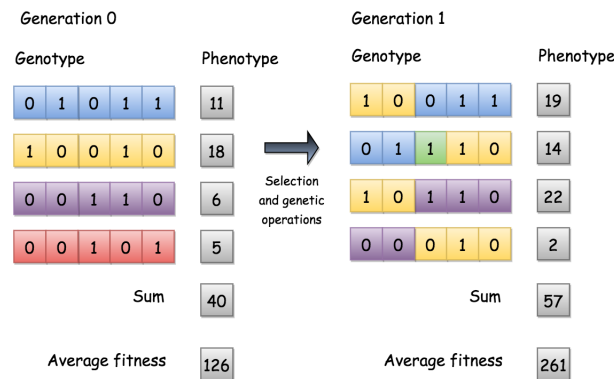 Generation 0
Generation 1
Genotype Phenotype
Genotype Phenotype
0 1 0 1 1 11
1 0 0 1 1 19
1 0 0 1 0 18
0 1 1 1 0 14
0 0 1 1 0 6
1 0 1 1 0 22
0 0 1 0 1 5
0 0 0 1 0 2
Selection
and genetic
operations
Sum 40
Sum 57
Average fitness 126
Average fitness 261